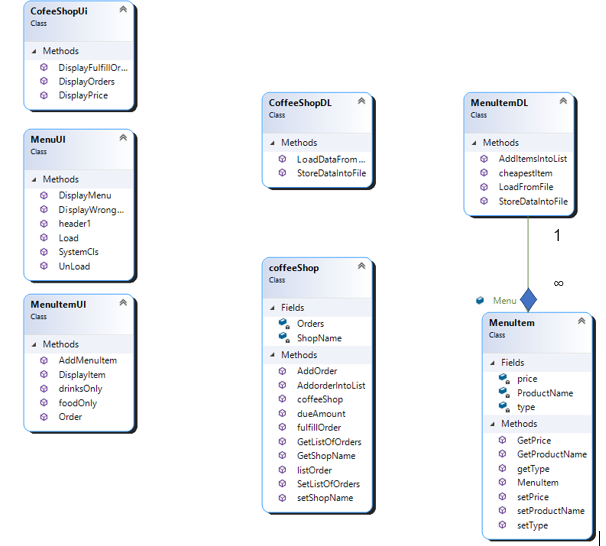 CofeeShopUi
Class
Methods
DisplayFulfillOr...
DisplayOrders
DisplayPrice
MenuUI
Class
Methods
DisplayMenu
DisplayWrong...
header1
Load
SystemCls
UnLoad
MenuItemUI
Class
Methods
AddMenuItem
DisplayItem
drinksOnly
foodOnly
Order
CoffeeShopDL
Class
Methods
LoadDataFrom...
StoreDataIntoFile
coffeeShop
Class
Fields
Orders
ShopName
Methods
AddOrder
AddorderIntoList
coffeeShop
dueAmount
fulfillOrder
GetListOfOrders
GetShopName
listOrder
SetListOfOrders
setShopName
MenuItemDL
Class
Methods
AddItemsIntoList
cheapestItem
LoadFromFile
StoreDataIntoFile
1
∞
Menu
MenuItem
Class
Fields
price
ProductName
type
Methods
GetPrice
GetProductName
getType
MenuItem
setPrice
setProductName
setType